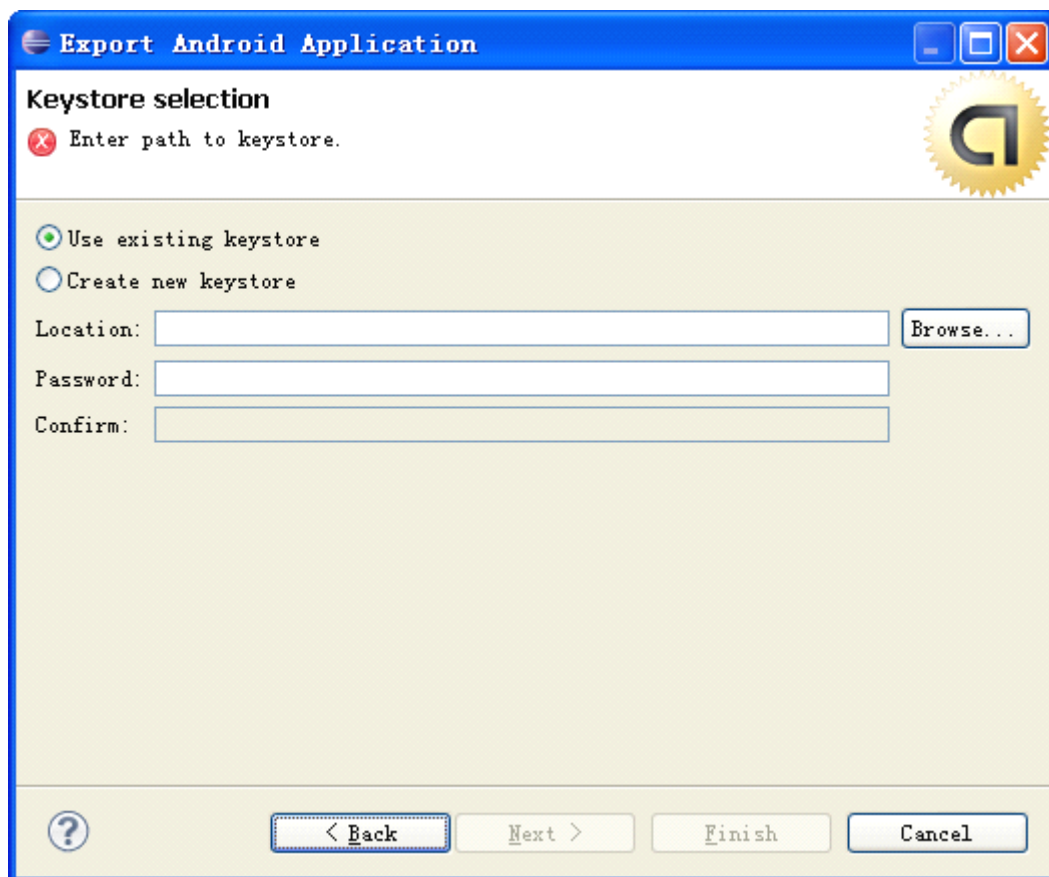 Export Android Application
Keystore selection
Enter path to keystore.
Use existing keystore
Create new keystore
Location: Browse...
Password:
Confirm:
? < Back Next > Finish Cancel